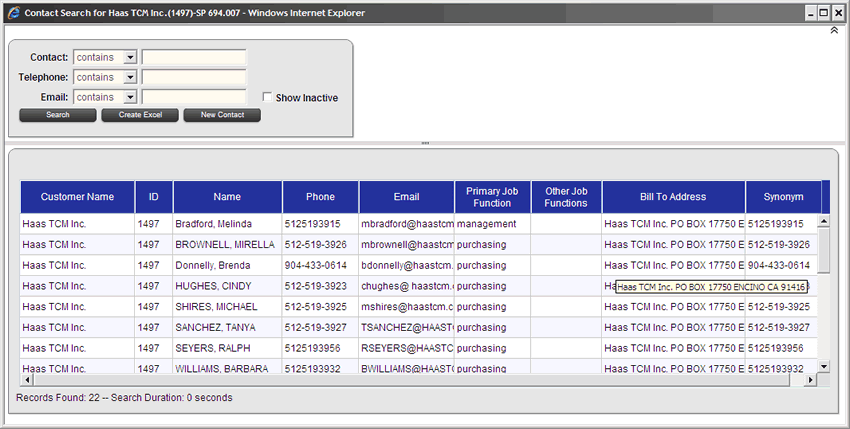 Contact Search for Haas TCM Inc.(1497)-SP 694.007 - Windows Internet Explorer
Contact: contains
Telephone: contains
Email: contains Show Inactive
Search Create Excel New Contact
Customer Name ID Name Phone Email Primary Job Function Other Job Functions Bill To Address Synonym
Haas TCM Inc. 1497 Bradford, Melinda 5125193915 mbradford@haastcm management Haas TCM Inc. PO BOX 17750 E 5125193915
Haas TCM Inc. 1497 BROWNELL, MIRELLA 512-519-3926 mbrownell@haastcm. purchasing Haas TCM Inc. PO BOX 17750 E 512-519-3926
Haas TCM Inc. 1497 Donnelly, Brenda 904-433-0614 bdonnelly@haastcm. purchasing Haas TCM Inc. PO BOX 17750 E 904-433-0614
Haas TCM Inc. 1497 HUGHES, CINDY 512-519-3923 chughes@ haastcm.c purchasing Haas TCM Inc. PO BOX 17750 ENCINO CA 91416
Haas TCM Inc. 1497 SHIRES, MICHAEL 512-519-3925 mshires@haastcm.c purchasing Haas TCM Inc. PO BOX 17750 E 512-519-3925
Haas TCM Inc. 1497 SANCHEZ, TANYA 512-519-3927 TSANCHEZ@HAAST purchasing Haas TCM Inc. PO BOX 17750 E 512-519-3927
Haas TCM Inc. 1497 SEYERS, RALPH 5125193956 RSEYERS@HAASTC purchasing Haas TCM Inc. PO BOX 17750 E 5125193956
Haas TCM Inc. 1497 WILLIAMS, BARBARA 5125193932 BWILLIAMS@HAAST purchasing Haas TCM Inc. PO BOX 17750 E 5125193932
Records Found: 22 -- Search Duration: 0 seconds